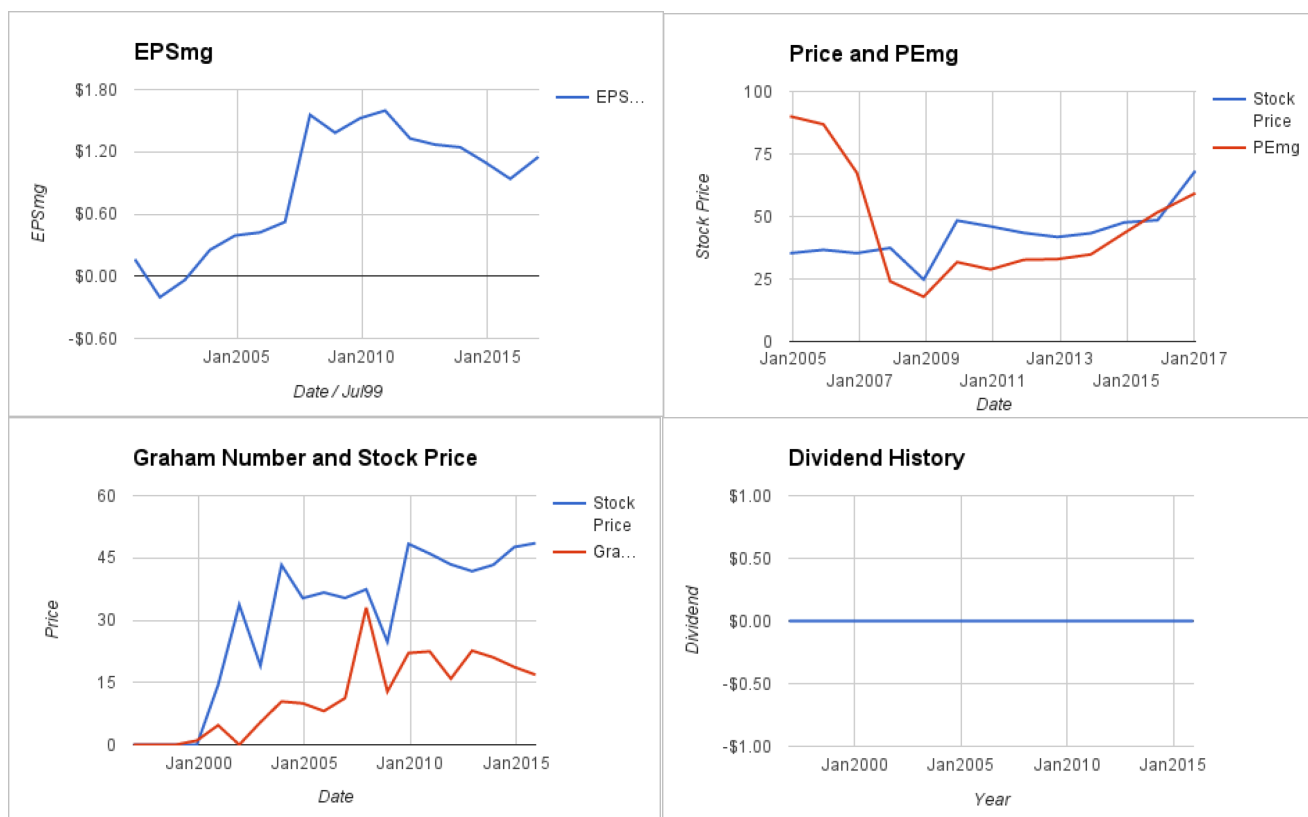 EPSmg
$1.80
$1.20
$0.60
$0.00
-$0.60
EPSmg
Jan2005
Jan2010
Jan2015
Date / Jul99
EPS...
Price and PEmg
100
75
50
25
0
Stock Price
Jan2005
Jan2007
Jan2009
Jan2011
Jan2013
Jan2015
Jan2017
Date
Stock
Price
PEmg
Graham Number and Stock Price
60
45
30
15
0
Price
Jan2000
Jan2005
Jan2010
Jan2015
Date
Stock
Price
Gra...
Dividend History
$1.00
$0.50
$0.00
-$0.50
-$1.00
Dividend
Jan2000
Jan2005
Jan2010
Jan2015
Year